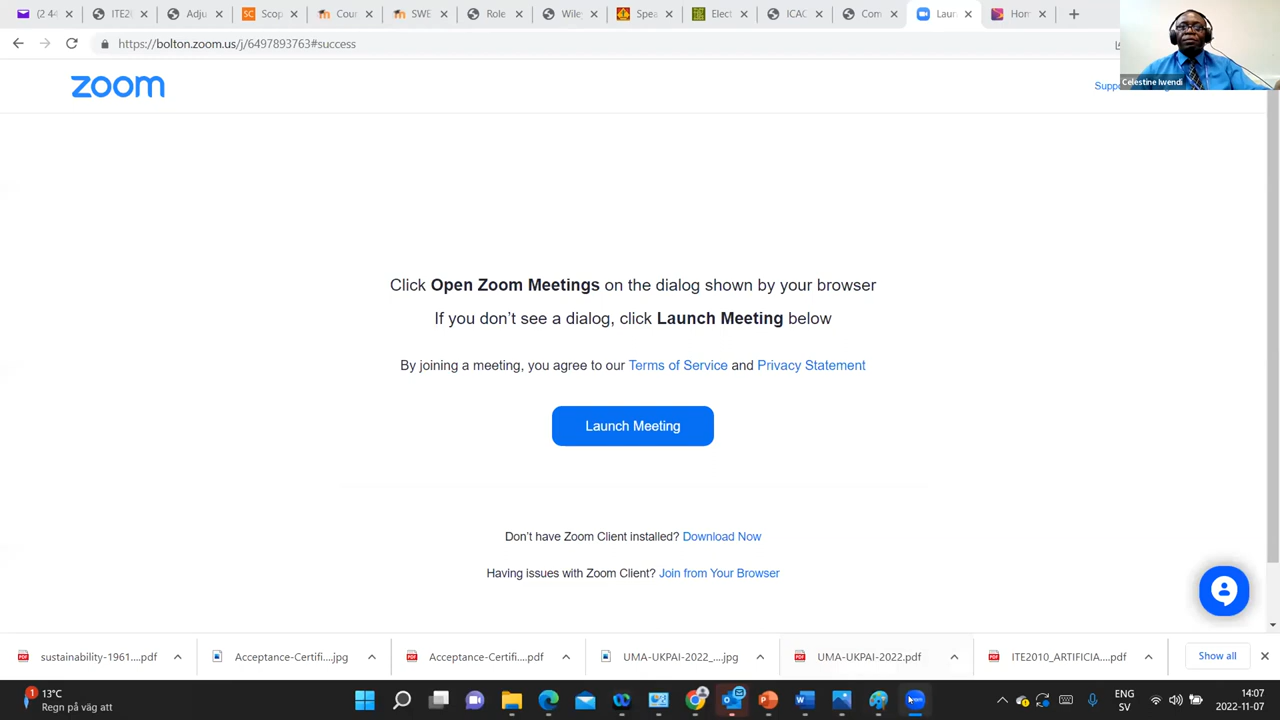 (2 44
ITE2
Adju
Scop
Cour
SWE
Role
Wile
Spea
Elect
ICAC
Com
Laun
Hom
https://bolton.zoom.us/j/6497893763#success
Celestine Iwendi
zoom
Supp
Click Open Zoom Meetings on the dialog shown by your browser
If you don't see a dialog, click Launch Meeting below
By joining a meeting, you agree to our Terms of Service and Privacy Statement
Launch Meeting
Don't have Zoom Client installed? Download Now
Having issues with Zoom Client? Join from Your Browser
sustainability-1961....pdf
Acceptance-Certifi....jpg
Acceptance-Certifi....pdf
UMA-UKPAI-2022_....jpg
UMA-UKPAI-2022.pdf
ITE2010_ARTIFICIA....pdf
Show all
1
13°C
Regn på väg att
ENG
SV
14:07
2022-11-07